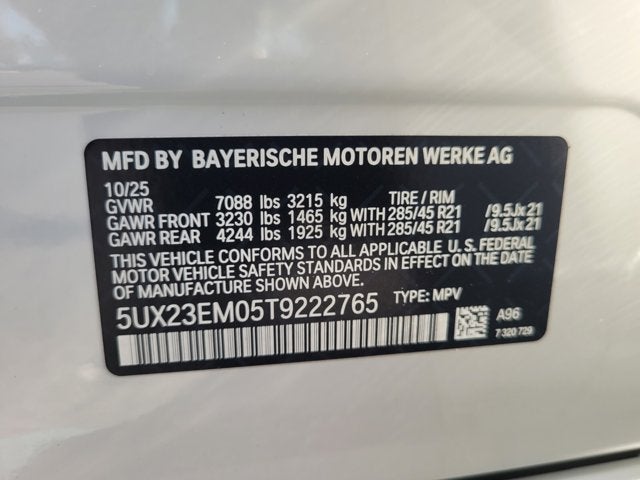 MFD BY BAYERISCHE MOTOREN WERKE AG
10/25
GVWR 7088 lbs 3215 kg TIRE / RIM
GAWR FRONT 3230 lbs 1465 kg WITH 285/45 R21 /9.5Jx21
GAWR REAR 4244 lbs 1925 kg WITH 285/45 R21 /9.5Jx21
THIS VEHICLE CONFORMS TO ALL APPLICABLE U.S. FEDERAL
MOTOR VEHICLE SAFETY STANDARDS IN EFFECT ON THE DATE
OF MANUFACTURE SHOWN ABOVE.
5UX23EM05T9222765 TYPE: MPV
A96
7 320 729